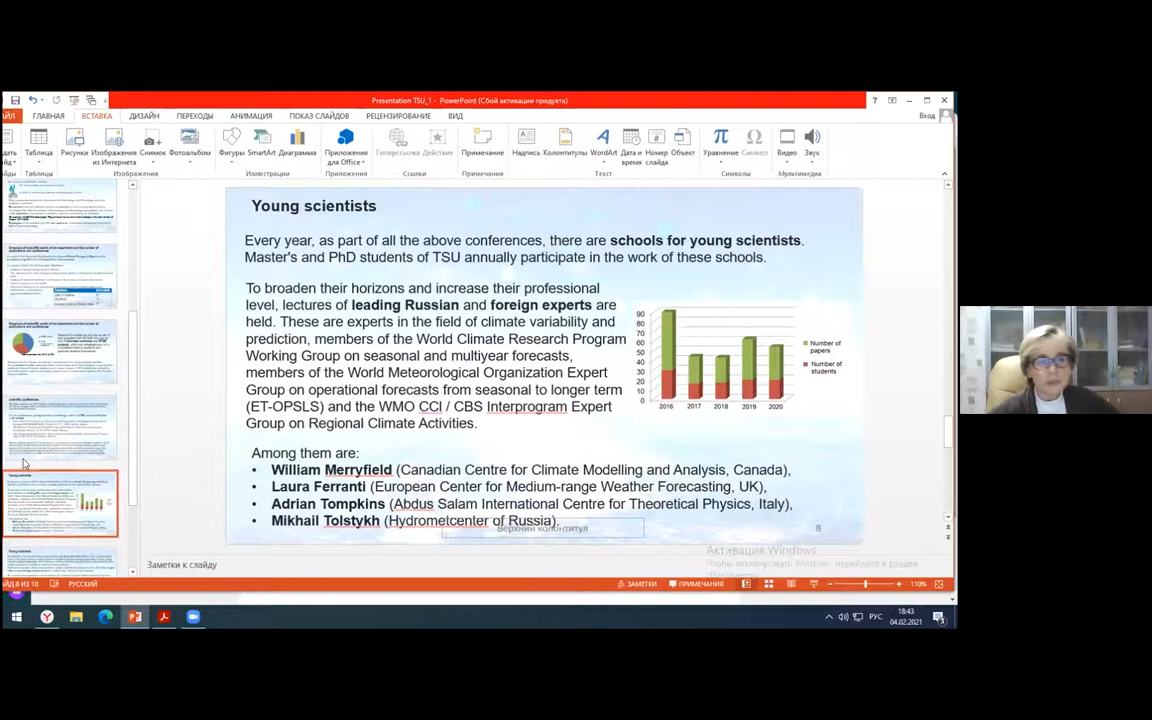 Presentation TSU_1 - PowerPoint (Сбой активации продукта)
ГЛАВНАЯ
ВСТАВКА
ДИЗАЙН
ПЕРЕХОДЫ
АНИМАЦИЯ
ПОКАЗ СЛАЙДОВ
РЕЦЕНЗИРОВАНИЕ
ВИД
Вход
Таблица
Рисунки
Изображения из Интернета
Снимок
Фотоальбом
Фигуры
SmartArt
Диаграмма
Приложения для Office
Гиперссылка
Действие
Примечание
Надпись
Колонтитулы
WordArt
Дата и время
Номер слайда
Объект
Уравнение
Символ
Видео
Звук
Таблицы
Изображения
Иллюстрации
Приложения
Ссылки
Примечания
Текст
Символы
Мультимедиа
Young scientists
Every year, as part of all the above conferences, there are schools for young scientists.
Master's and PhD students of TSU annually participate in the work of these schools.
To broaden their horizons and increase their professional
level, lectures of leading Russian and foreign experts are
held. These are experts in the field of climate variability and
prediction, members of the World Climate Research Program
Working Group on seasonal and multiyear forecasts,
members of the World Meteorological Organization Expert
Group on operational forecasts from seasonal to longer term
(ET-OPSLS) and the WMO CCI / CBS Interprogram Expert
Group on Regional Climate Activities.
90
80
70
60
50
40
30
20
10
0
2016 2017 2018 2019 2020
Number of papers
Number of students
Among them are:
• William Merryfield (Canadian Centre for Climate Modelling and Analysis, Canada),
• Laura Ferranti (European Center for Medium-range Weather Forecasting, UK),
• Adrian Tompkins (Abdus Salam International Centre for Theoretical Physics, Italy),
• Mikhail Tolstykh (Hydrometcenter of Russia).
Верхний колонтитул
8
Активация Windows
Чтобы активировать Windows, перейдите в раздел
Заметки к слайду
РУССКИЙ
ЗАМЕТКИ
ПРИМЕЧАНИЯ
110%
РУС
18:43
04.02.2021